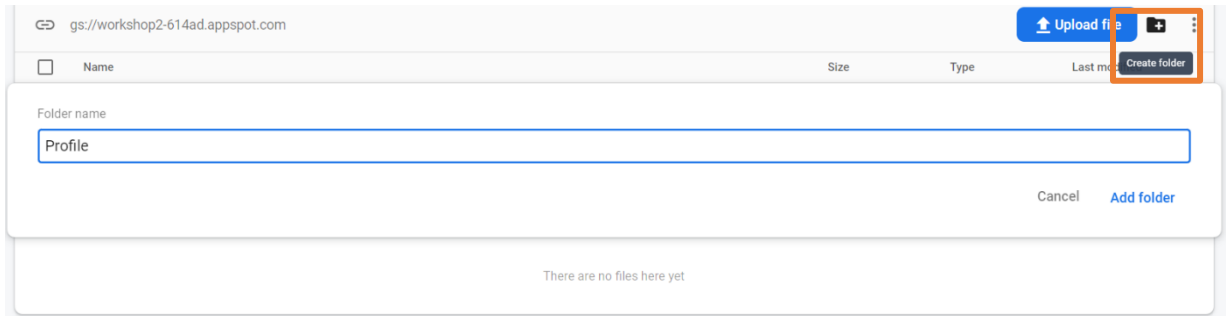 gs://workshop2-614ad.appspot.com
Upload file
Create folder
Name Size Type
Folder name
Profile
Cancel Add folder
There are no files here yet